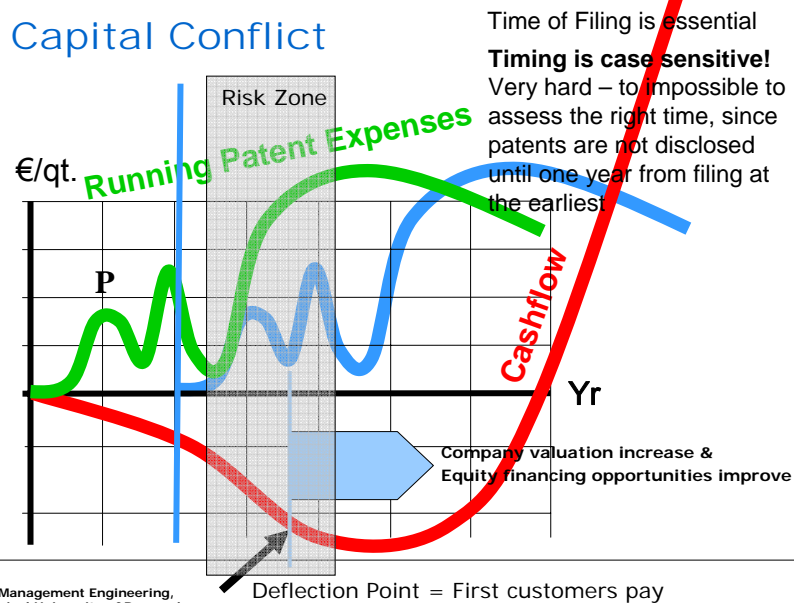 Capital Conflict
Time of Filing is essential
Timing is case sensitive!
Very hard – to impossible to
assess the right time, since
patents are not disclosed
until one year from filing at
the earliest
Risk Zone
Running Patent Expenses
€/qt.
P
Cashflow
Yr
Company valuation increase &
Equity financing opportunities improve
Deflection Point = First customers pay
Management Engineering,